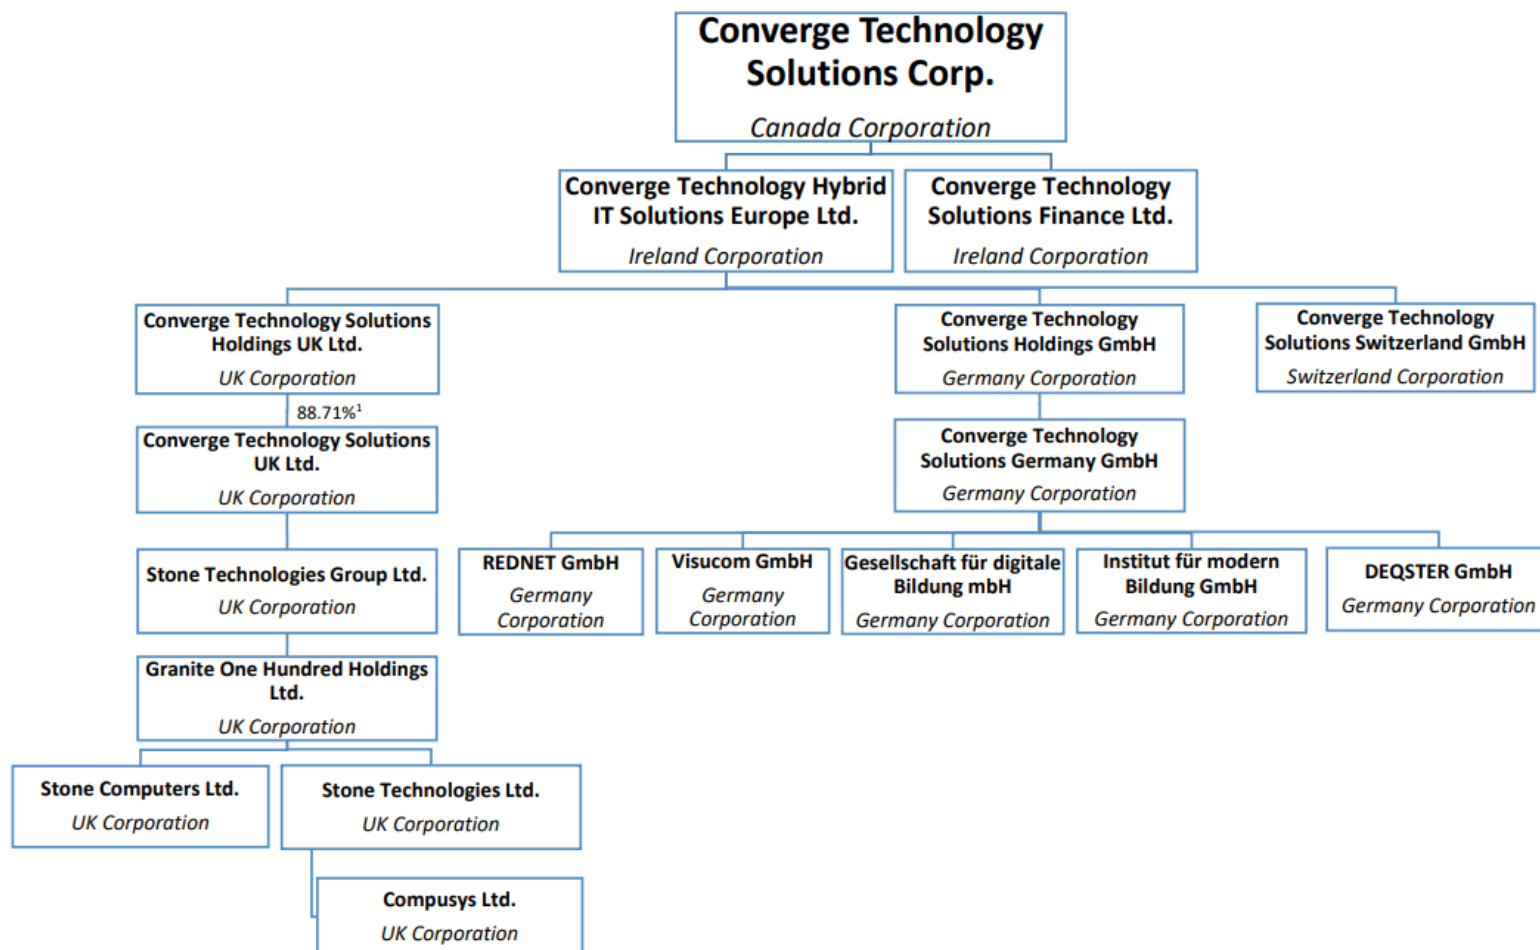 Converge Technology
Solutions Corp.
Canada Corporation
Converge Technology Hybrid
IT Solutions Europe Ltd.
Ireland Corporation
Converge Technology
Solutions Finance Ltd.
Ireland Corporation
Converge Technology Solutions
Holdings UK Ltd.
UK Corporation
Converge Technology
Solutions Holdings GmbH
Germany Corporation
Converge Technology
Solutions Switzerland GmbH
Switzerland Corporation
88.71%¹
Converge Technology Solutions
UK Ltd.
UK Corporation
Converge Technology
Solutions Germany GmbH
Germany Corporation
Stone Technologies Group Ltd.
UK Corporation
REDNET GmbH
Germany
Corporation
Visucom GmbH
Germany
Corporation
Gesellschaft für digitale
Bildung mbH
Germany Corporation
Institut für modern
Bildung GmbH
Germany Corporation
DEQSTER GmbH
Germany Corporation
Granite One Hundred Holdings
Ltd.
UK Corporation
Stone Computers Ltd.
UK Corporation
Stone Technologies Ltd.
UK Corporation
Compusys Ltd.
UK Corporation